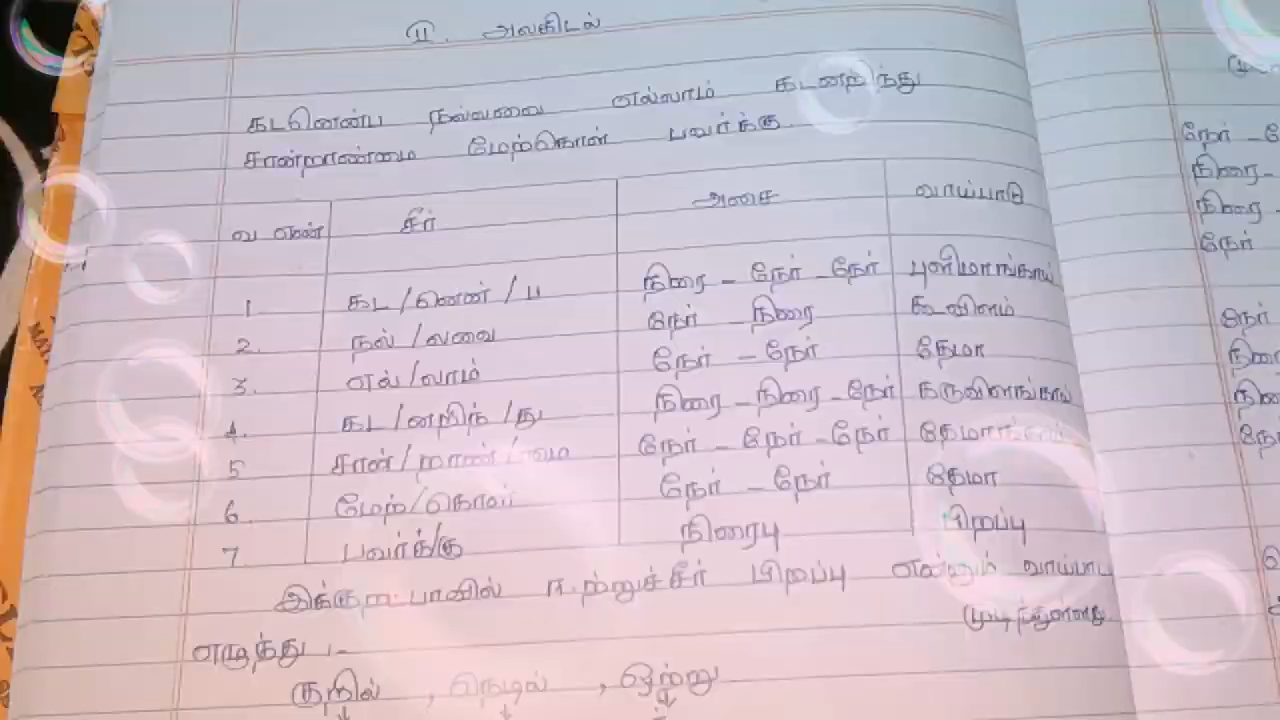 II. அலகிடல்
கடனென்ப நல்லவை எல்லாம் கடனறிந்து
சான்றாண்மை மேற்கொள் பவர்க்கு
வ எண் சீர் அசை வாய்பாடு
1. கட/னென்/ப நிரை - நேர் - நேர் புளிமாங்காய்
2. நல்/லவை நேர் நிரை கூவிளம்
3. எல்/லாம் நேர் - நேர் தேமா
4. கட/னறிந்/து நிரை - நிரை - நேர் கருவிளங்காய்
5 சான்/றாண்/மை நேர் - நேர் - நேர் தேமாங்காய்
6. மேற்/கொள் நேர் - நேர் தேமா
7. பவர்க்/கு நிரைபு பிறப்பு
இக்குறட்பாவில் ஈற்றுச்சீர் பிறப்பு என்னும் வாய்பாடு
முடிந்துள்ளது
எழுத்து :-
குறில் , நெடில் , ஒற்று
நேர்
நிரை -
நிரை
நேர்
நேர்